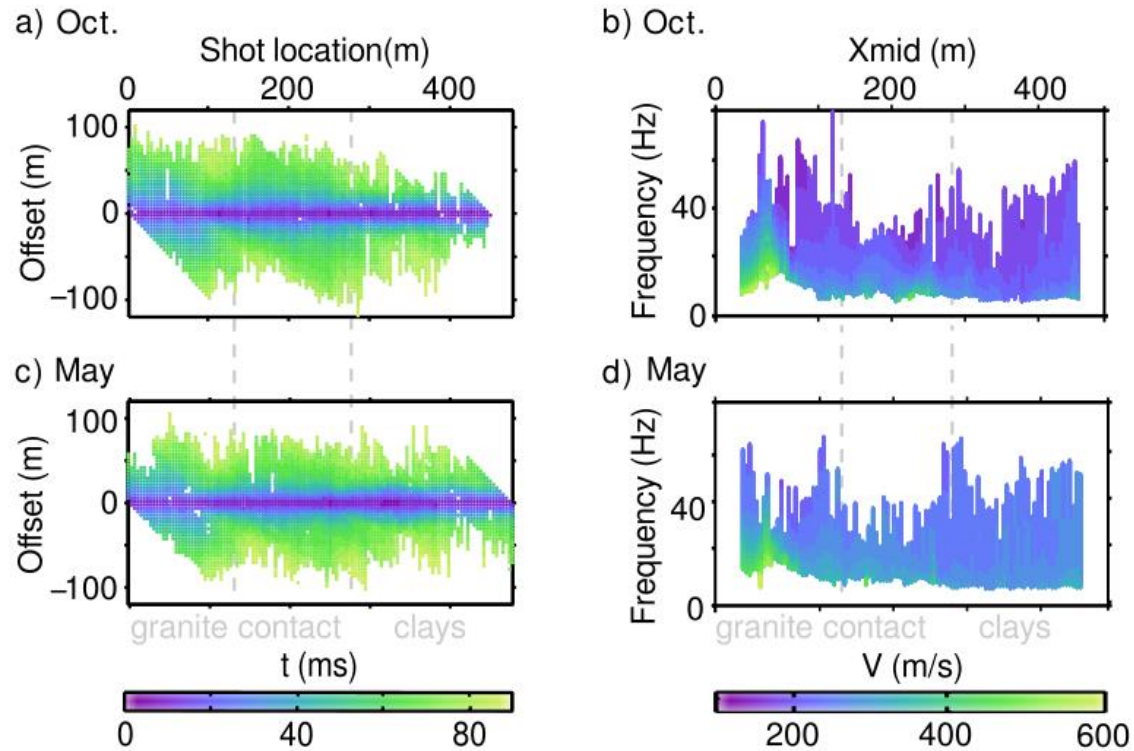 a) Oct.
Shot location(m)
0 200 400
Offset (m)
100
0
−100
b) Oct.
Xmid (m)
0 200 400
Frequency (Hz)
40
0
c) May
Offset (m)
100
0
−100
granite contact clays
t (ms)
0 40 80
d) May
Frequency (Hz)
40
0
granite contact clays
V (m/s)
200 400 600